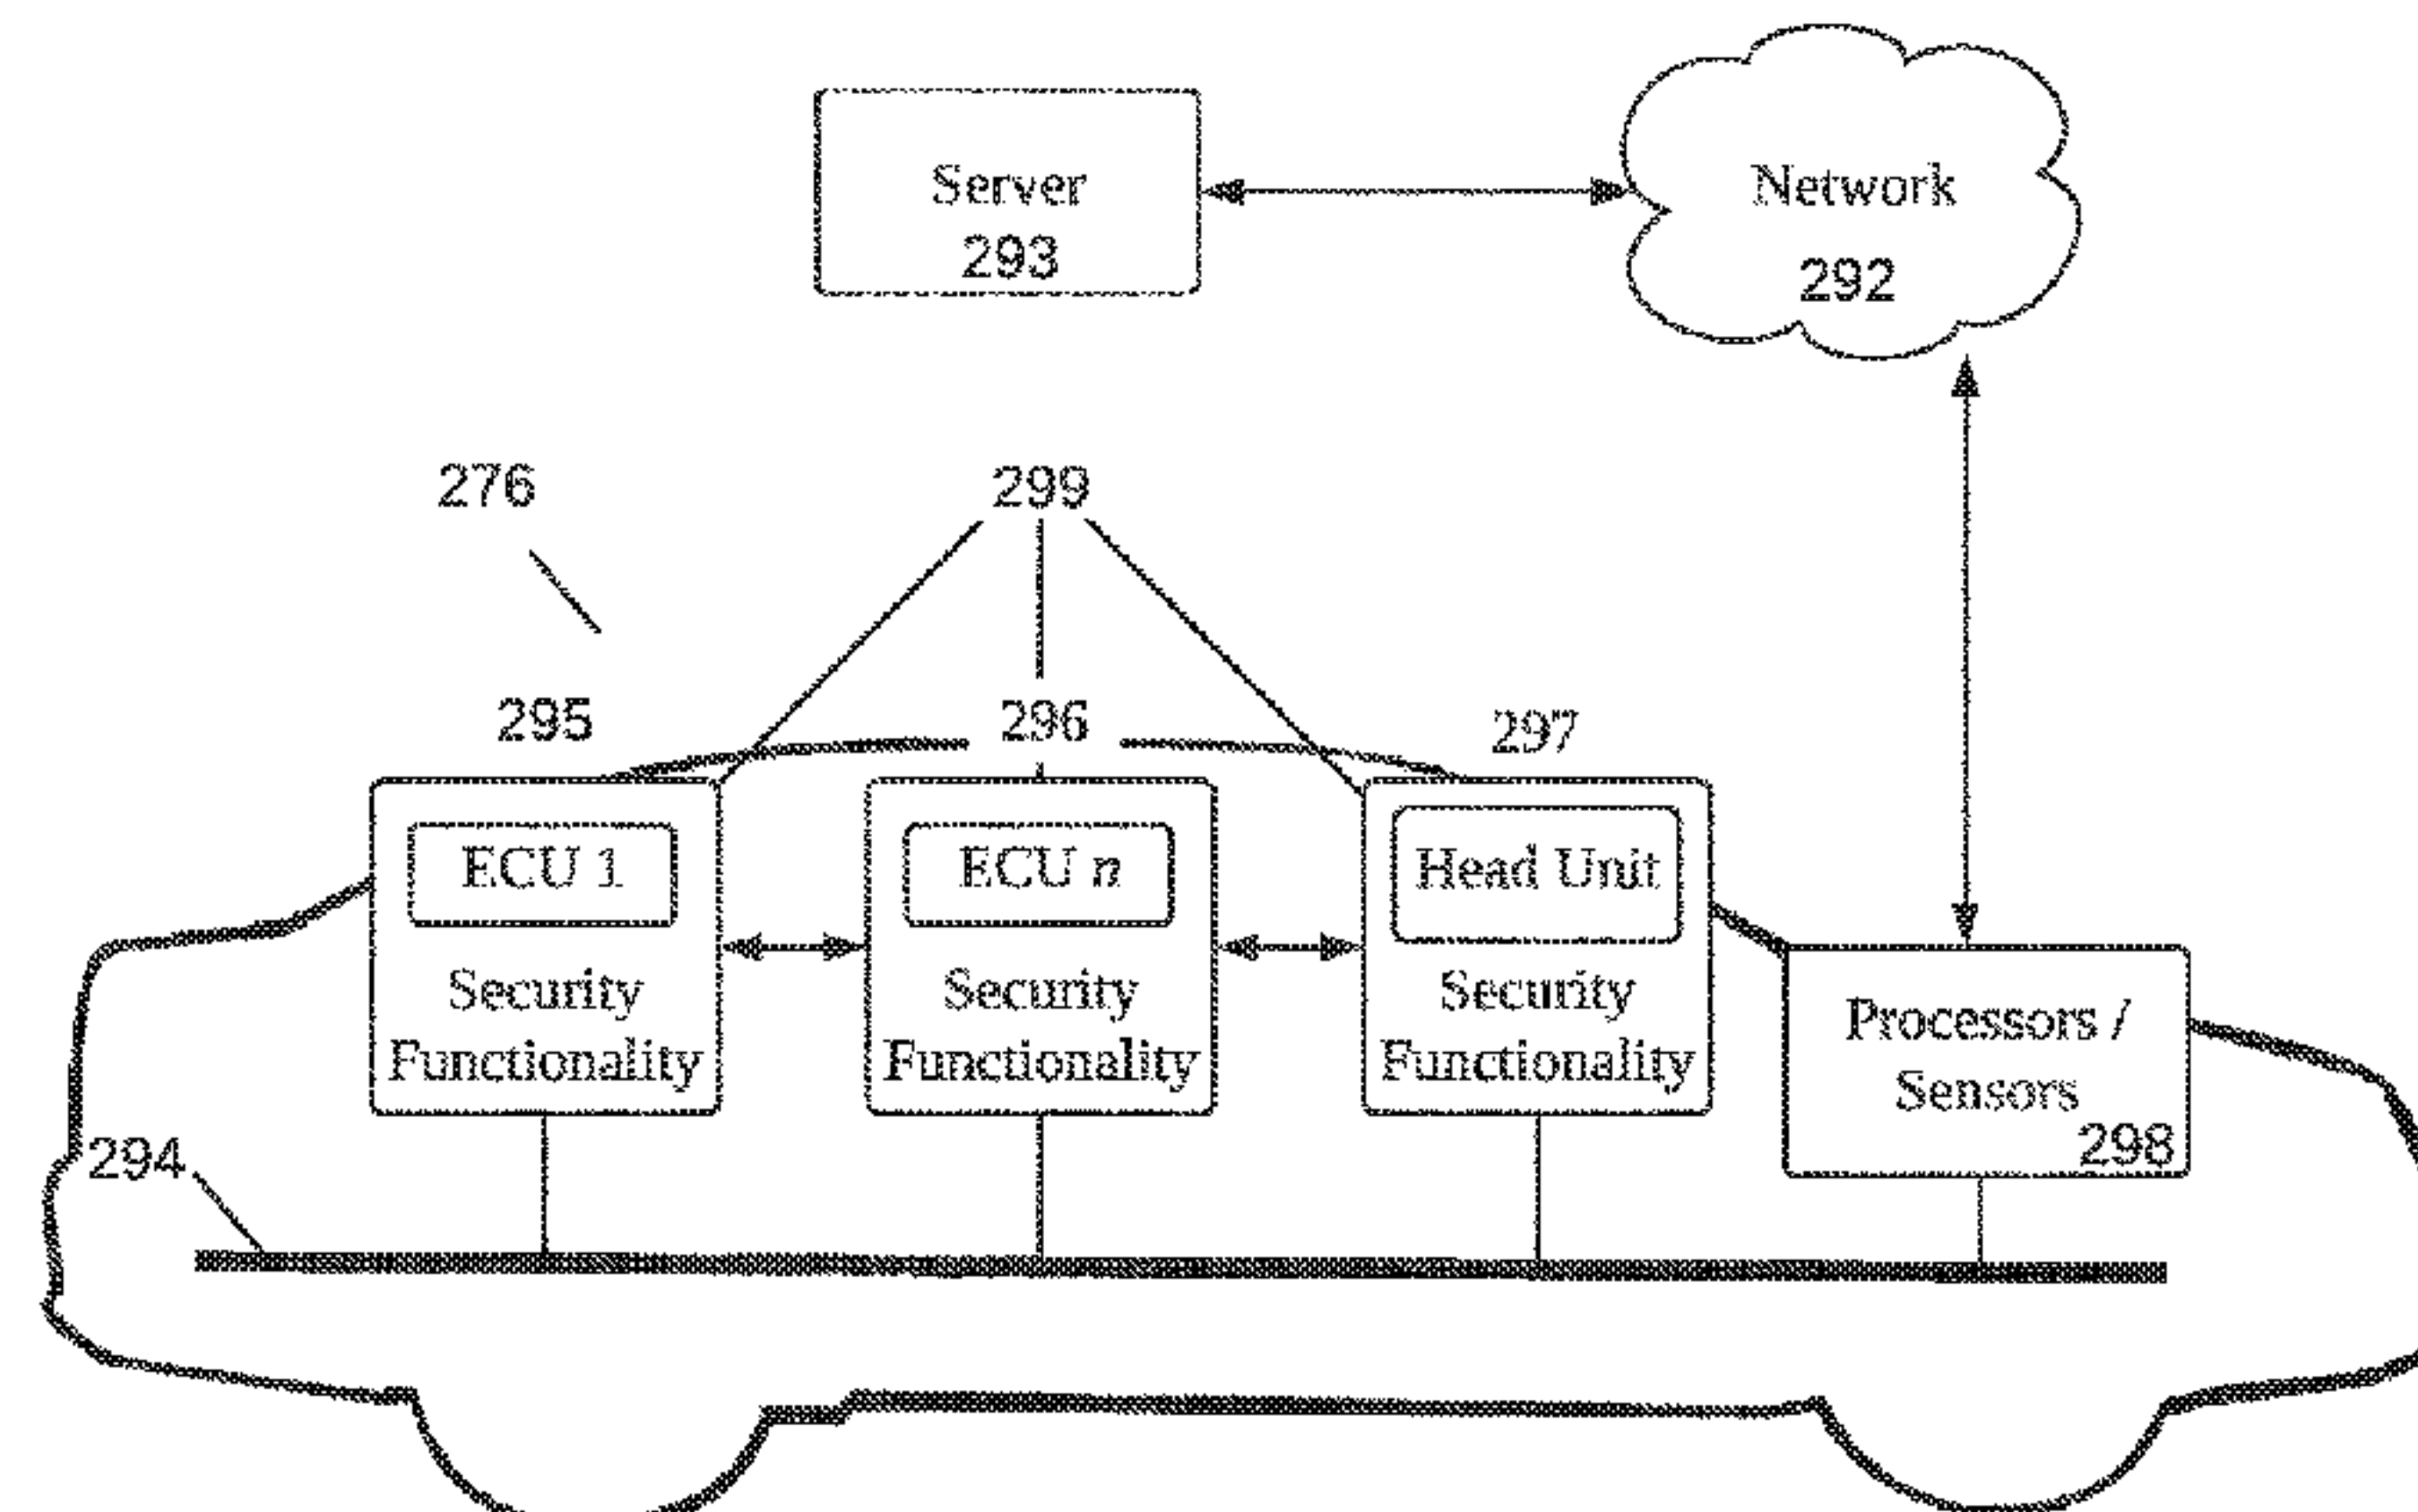 Server
293
Network
292
276
299
295
296
297
ECU 1
Security
Functionality
ECU n
Security
Functionality
Head Unit
Security
Functionality
Processors /
Sensors
298
294